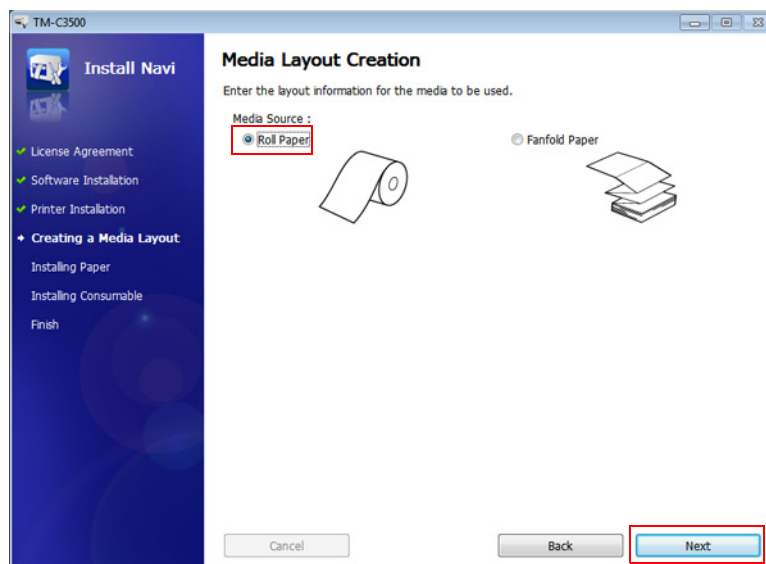 TM-C3500
Install Navi
License Agreement
Software Installation
Printer Installation
Creating a Media Layout
Installing Paper
Installing Consumable
Finish
Media Layout Creation
Enter the layout information for the media to be used.
Media Source :
Roll Paper
Fanfold Paper
Cancel
Back
Next